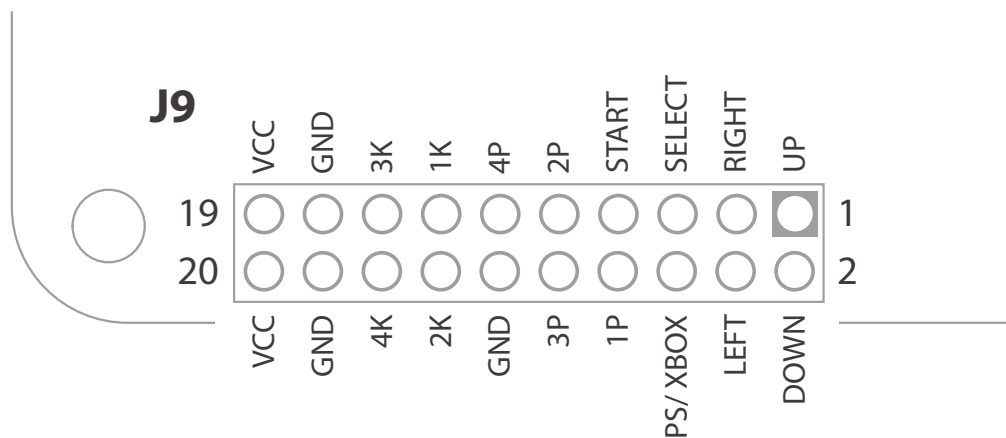 J9
VCC GND 3K 1K 4P 2P START SELECT RIGHT UP
19 1
20 2
VCC GND 4K 2K GND 3P 1P PS/ XBOX LEFT DOWN